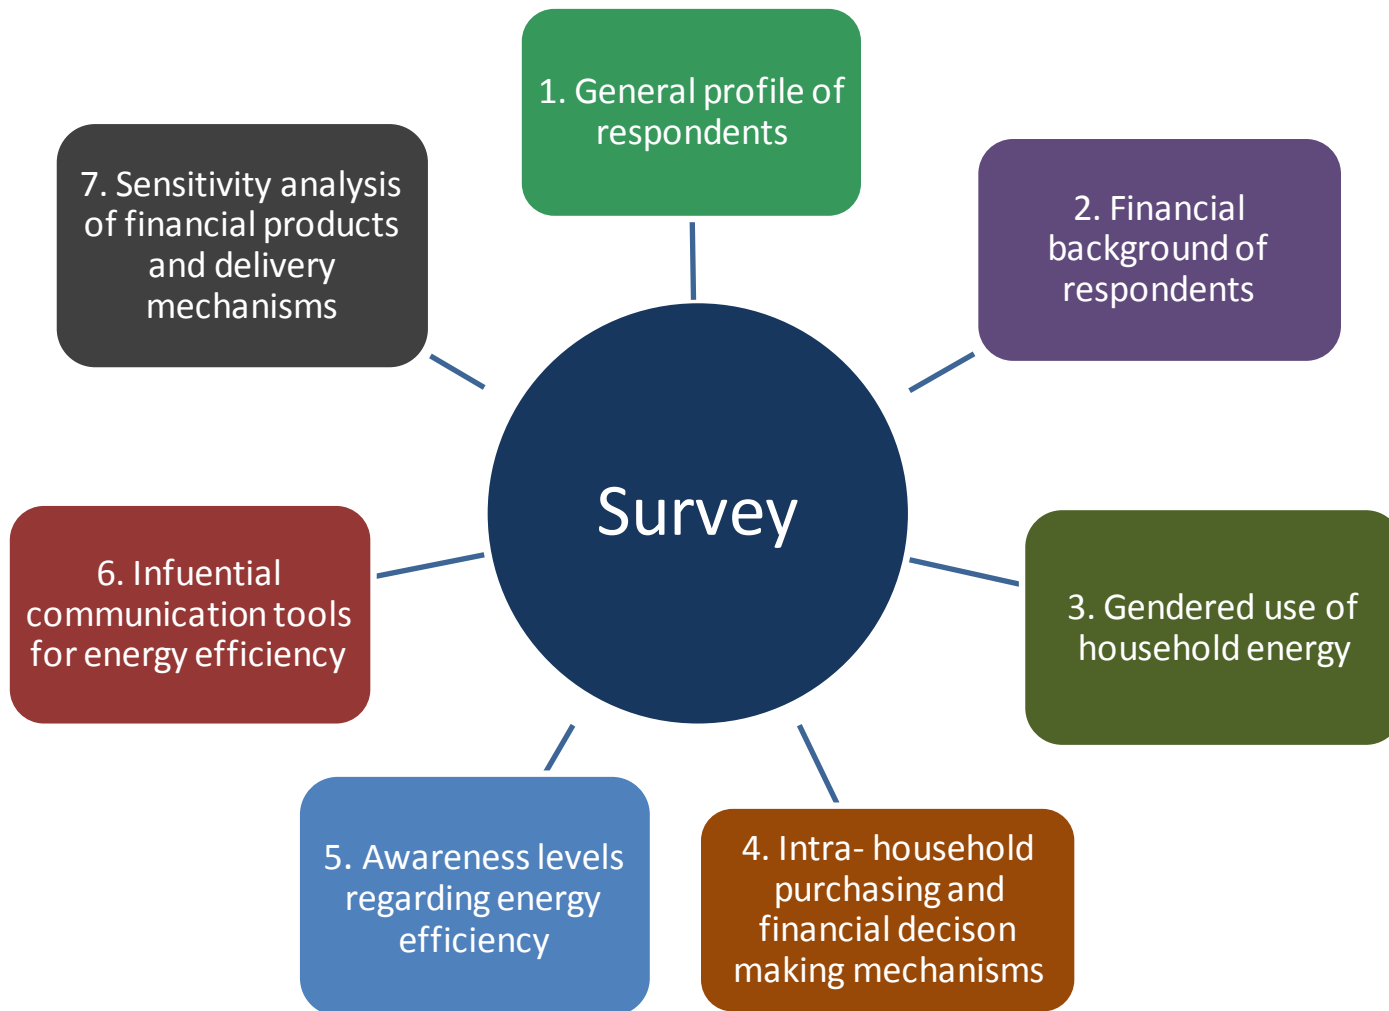 1. General profile of
respondents
2. Financial
background of
respondents
3. Gendered use of
household energy
4. Intra- household
purchasing and
financial decison
making mechanisms
5. Awareness levels
regarding energy
efficiency
6. Infuential
communication tools
for energy efficiency
7. Sensitivity analysis
of financial products
and delivery
mechanisms
Survey